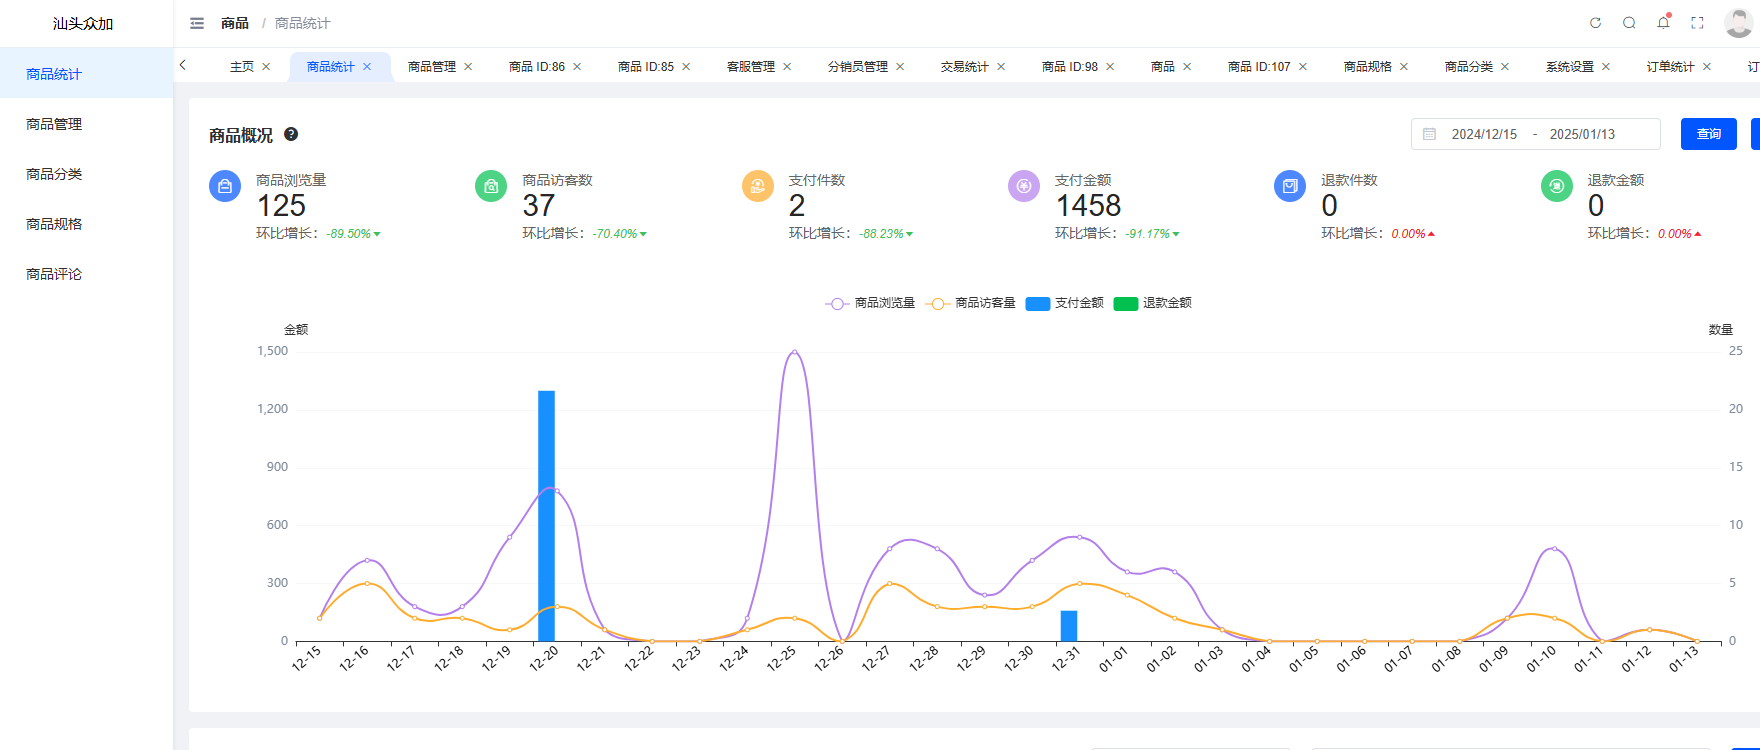 汕头众加
商品 / 商品统计
商品统计
商品管理
商品分类
商品规格
商品评论
主页 商品统计 商品管理 商品 ID:86 商品 ID:85 客服管理 分销员管理 交易统计 商品 ID:98 商品 商品 ID:107 商品规格 商品分类 系统设置 订单统计 订
商品概况
2024/12/15 - 2025/01/13 查询
商品浏览量 商品访客数 支付件数 支付金额 退款件数 退款金额
125 37 2 1458 0 0
环比增长：-89.50% 环比增长：-70.40% 环比增长：-88.23% 环比增长：-91.17% 环比增长：0.00% 环比增长：0.00%
商品浏览量 商品访客量 支付金额 退款金额
金额 数量
1,500 25
1,200 20
900 15
600 10
300 5
0 0
12-15 12-16 12-17 12-18 12-19 12-20 12-21 12-22 12-23 12-24 12-25 12-26 12-27 12-28 12-29 12-30 12-31 01-01 01-02 01-03 01-04 01-05 01-06 01-07 01-08 01-09 01-10 01-11 01-12 01-13